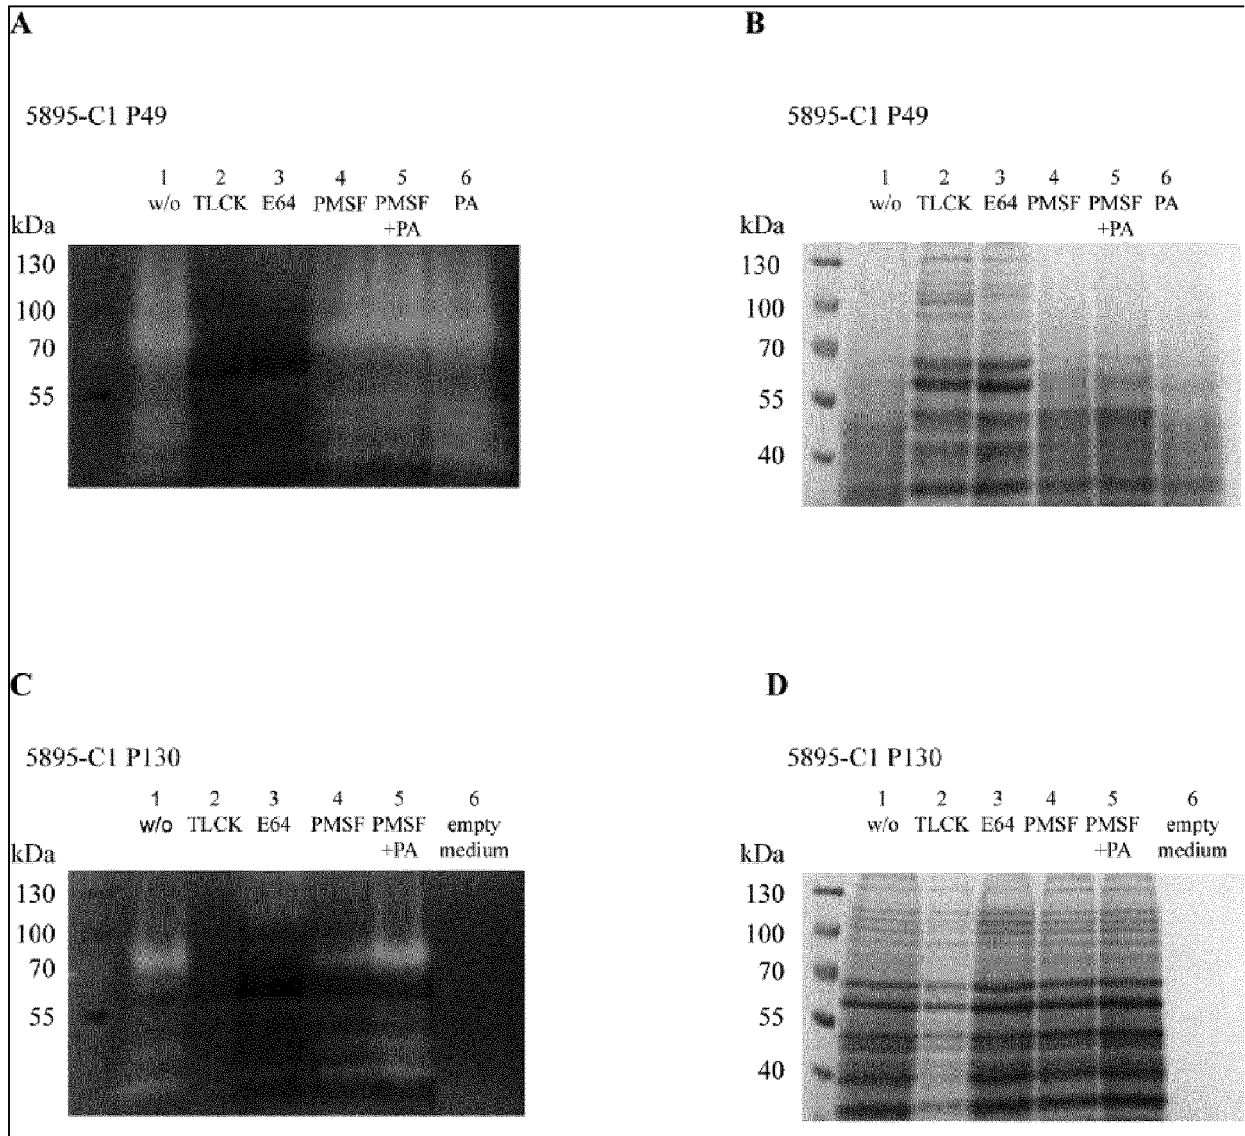 A
5895-C1 P49
1 2 3 4 5 6
w/o TLCK E64 PMSF PMSF PA
+PA
kDa
130
100
70
55
B
5895-C1 P49
1 2 3 4 5 6
w/o TLCK E64 PMSF PMSF PA
+PA
kDa
130
100
70
55
40
C
5895-C1 P130
1 2 3 4 5 6
w/o TLCK E64 PMSF PMSF empty
+PA medium
kDa
130
100
70
55
D
5895-C1 P130
1 2 3 4 5 6
w/o TLCK E64 PMSF PMSF empty
+PA medium
kDa
130
100
70
55
40